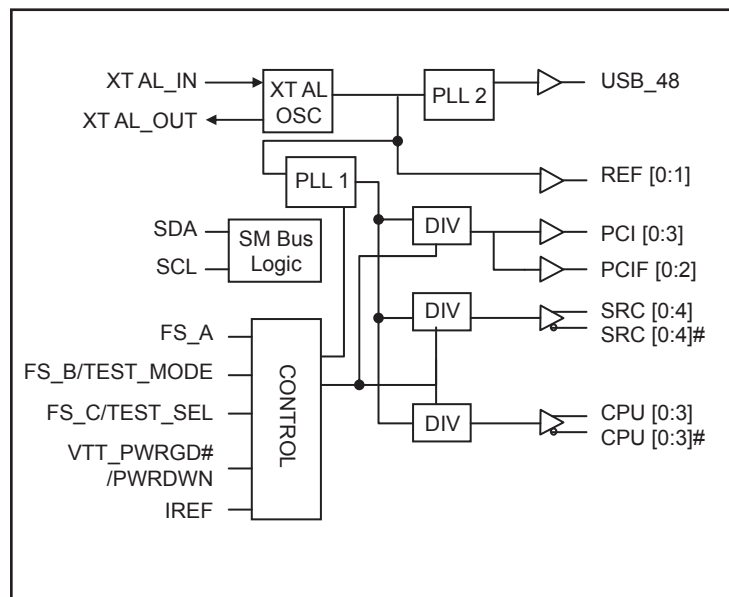 XT AL_IN
XT AL_OUT
XT AL
OSC
PLL 2
USB_48
REF [0:1]
PLL 1
SDA
SCL
SM Bus
Logic
DIV
PCI [0:3]
PCIF [0:2]
DIV
SRC [0:4]
SRC [0:4]#
FS_A
FS_B/TEST_MODE
FS_C/TEST_SEL
VTT_PWRGD#
/PWRDWN
IREF
CONTROL
DIV
CPU [0:3]
CPU [0:3]#